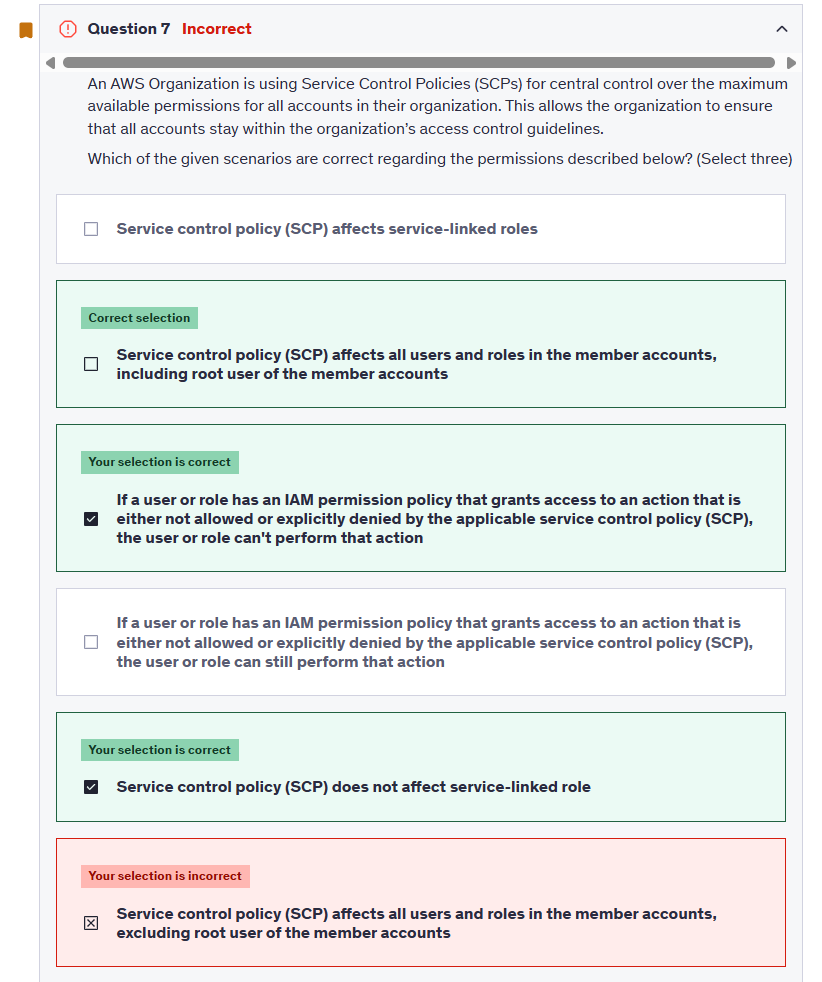 Question 7 Incorrect
An AWS Organization is using Service Control Policies (SCPs) for central control over the maximum
available permissions for all accounts in their organization. This allows the organization to ensure
that all accounts stay within the organization’s access control guidelines.
Which of the given scenarios are correct regarding the permissions described below? (Select three)
Service control policy (SCP) affects service-linked roles
Correct selection
Service control policy (SCP) affects all users and roles in the member accounts,
including root user of the member accounts
Your selection is correct
If a user or role has an IAM permission policy that grants access to an action that is
either not allowed or explicitly denied by the applicable service control policy (SCP),
the user or role can't perform that action
If a user or role has an IAM permission policy that grants access to an action that is
either not allowed or explicitly denied by the applicable service control policy (SCP),
the user or role can still perform that action
Your selection is correct
Service control policy (SCP) does not affect service-linked role
Your selection is incorrect
Service control policy (SCP) affects all users and roles in the member accounts,
excluding root user of the member accounts